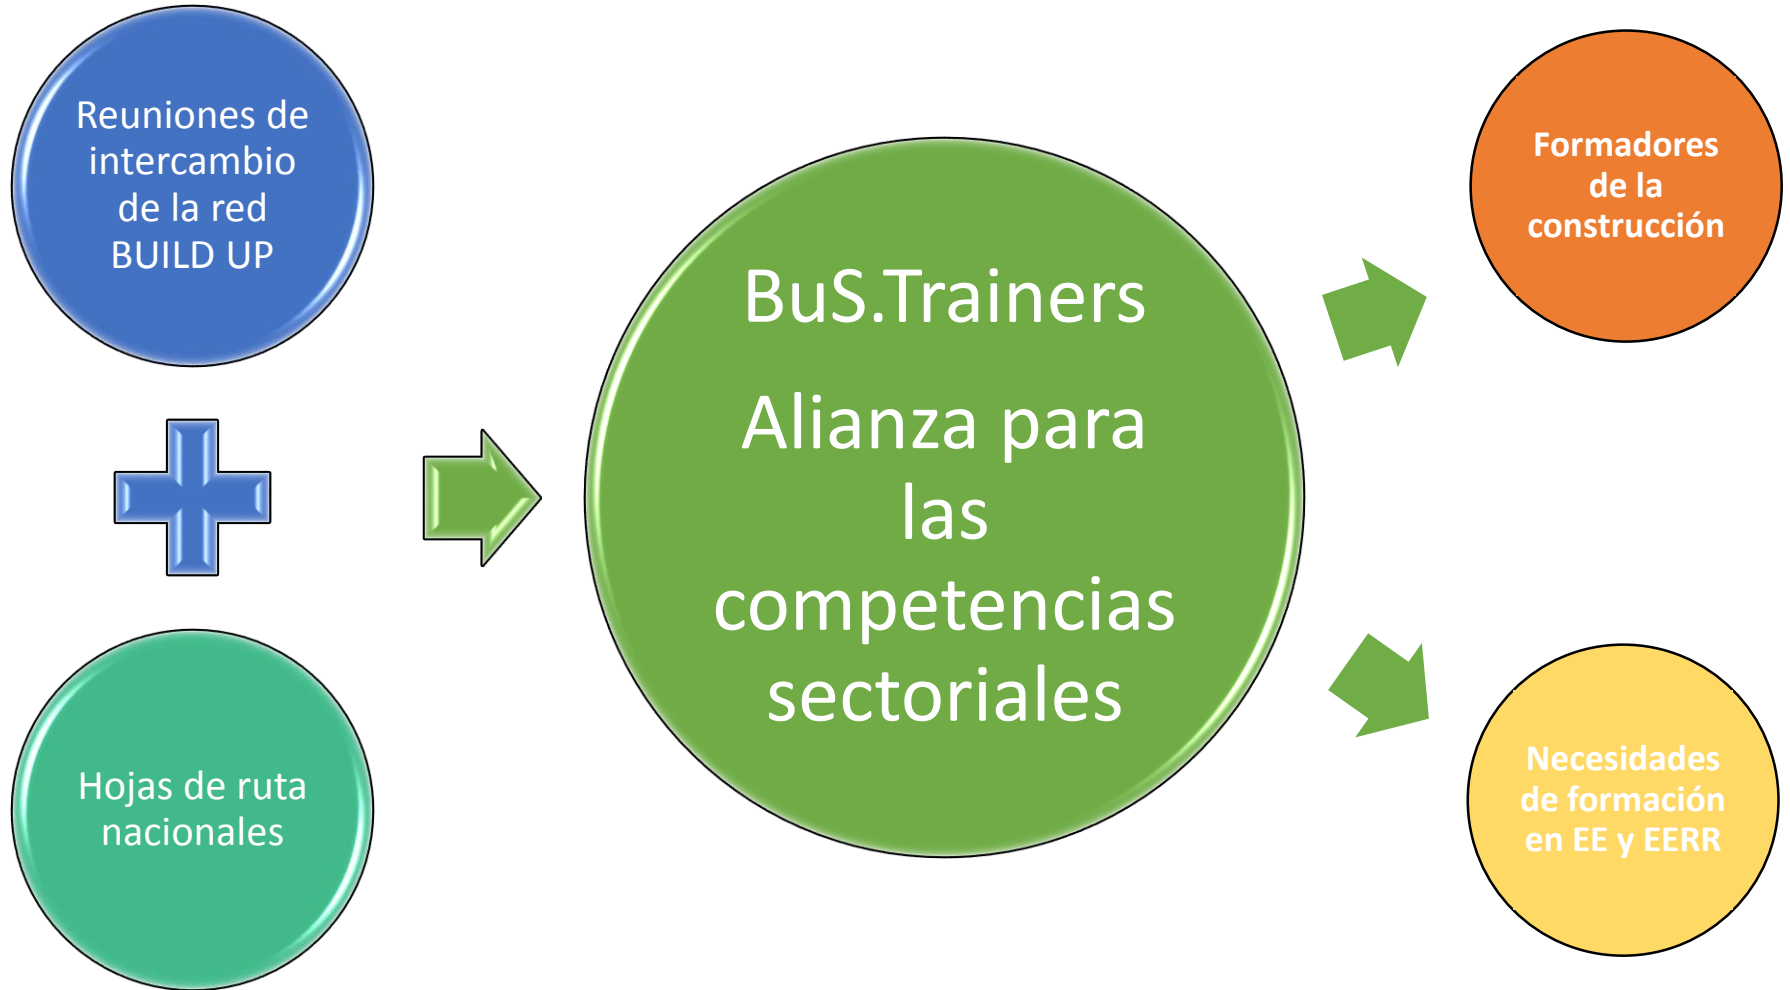 Reuniones de
intercambio
de la red
BUILD UP
Hojas de ruta
nacionales
BuS.Trainers
Alianza para
las
competencias
sectoriales
Formadores
de la
construcción
Necesidades
de formación
en EE y EERR